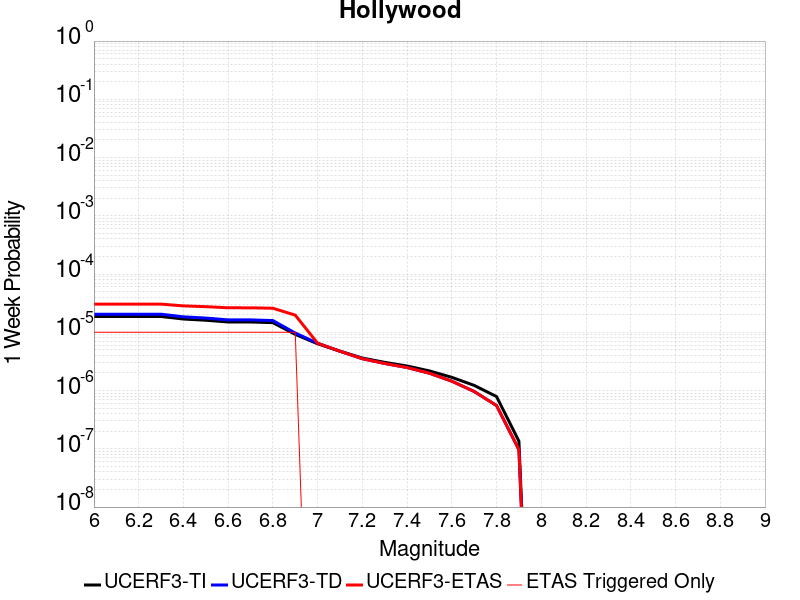 Hollywood
1 Week Probability
10^0
10^-1
10^-2
10^-3
10^-4
10^-5
10^-6
10^-7
10^-8
6 6.2 6.4 6.6 6.8 7 7.2 7.4 7.6 7.8 8 8.2 8.4 8.6 8.8 9
Magnitude
UCERF3-TI UCERF3-TD UCERF3-ETAS ETAS Triggered Only